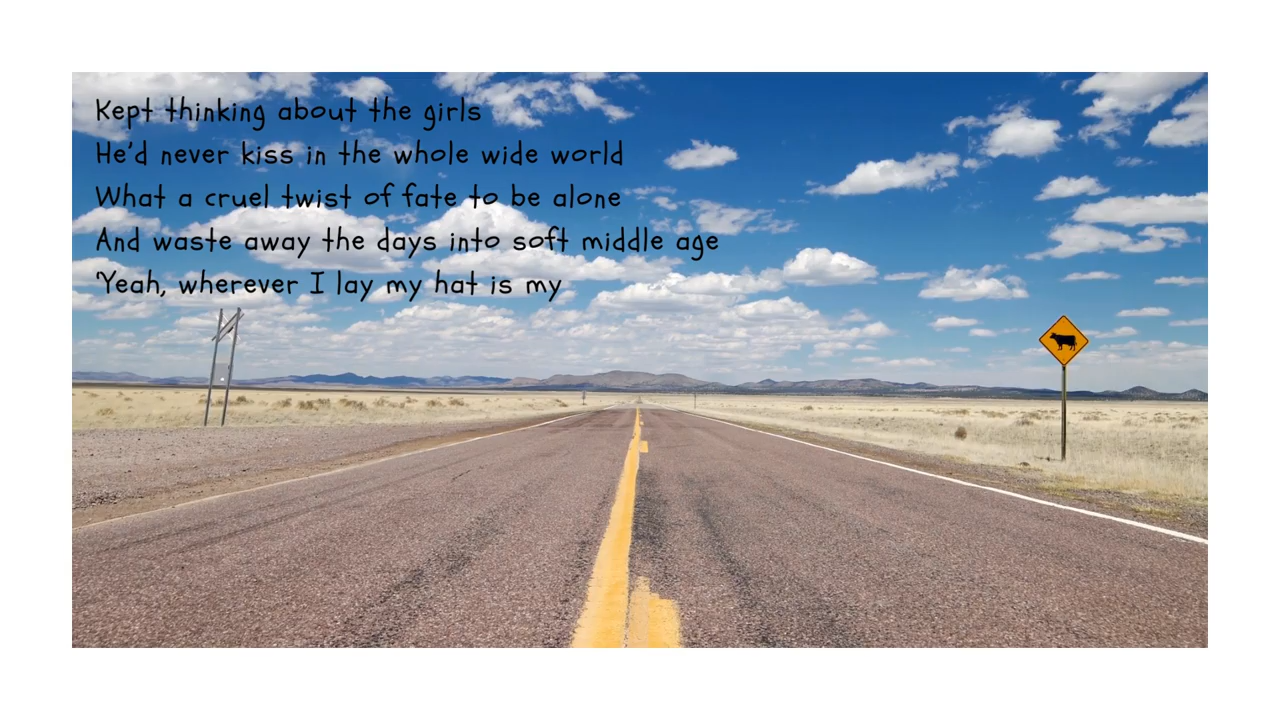 Kept thinking about the girls
He'd never kiss in the whole wide world
What a cruel twist of fate to be alone
And waste away the days into soft middle age
'Yeah, wherever I lay my hat is my